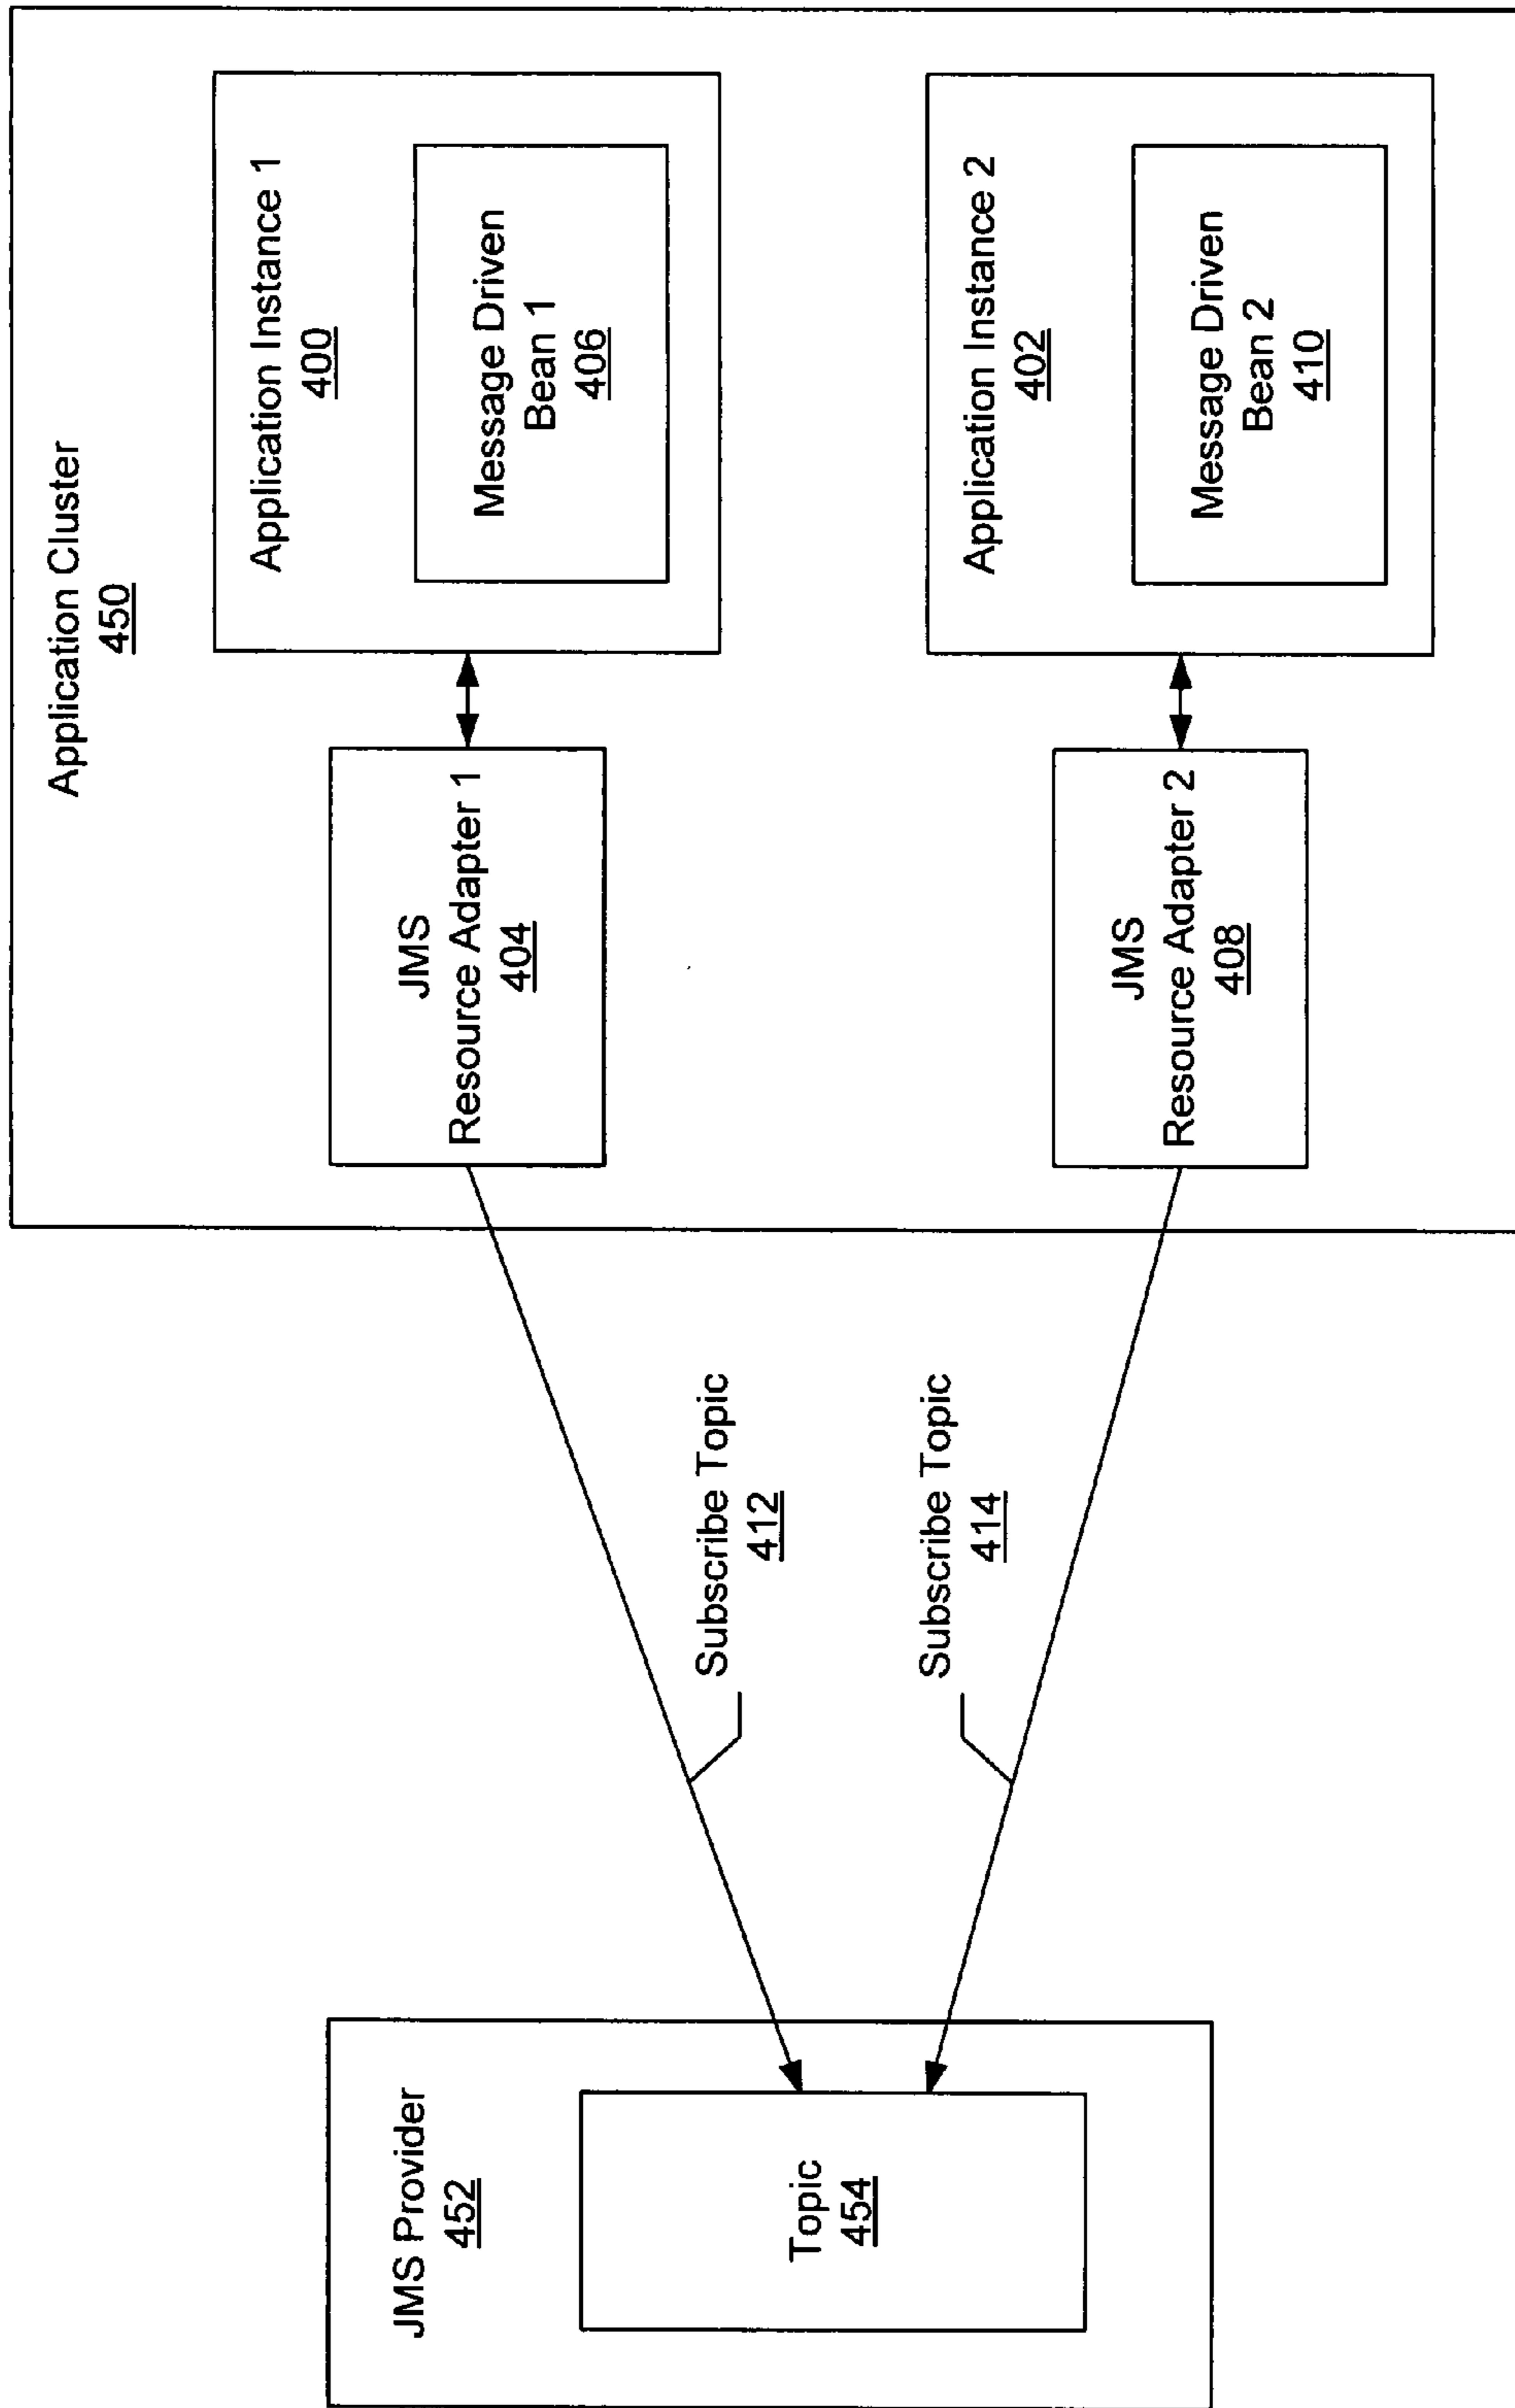 Application Cluster
450
Application Instance 1
400
Message Driven
Bean 1
406
JMS
Resource Adapter 1
404
Application Instance 2
402
Message Driven
Bean 2
410
JMS
Resource Adapter 2
408
Subscribe Topic
412
Subscribe Topic
414
JMS Provider
452
Topic
454